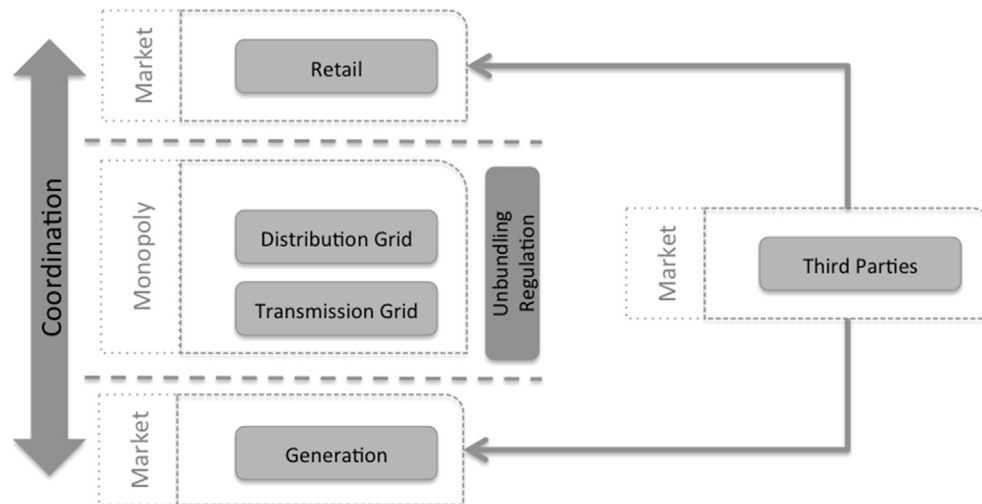 Coordination
Market
Retail
Monopoly
Distribution Grid
Transmission Grid
Unbundling
Regulation
Market
Third Parties
Market
Generation